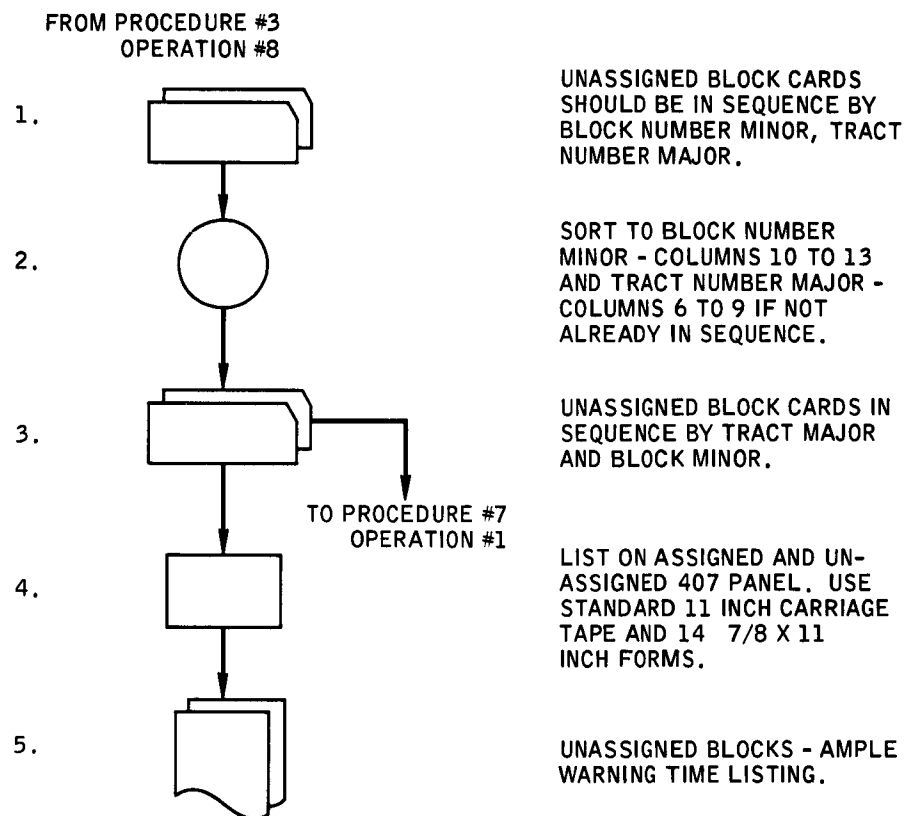 FROM PROCEDURE #3
OPERATION #8
1.
UNASSIGNED BLOCK CARDS
SHOULD BE IN SEQUENCE BY
BLOCK NUMBER MINOR, TRACT
NUMBER MAJOR.
2.
SORT TO BLOCK NUMBER
MINOR - COLUMNS 10 TO 13
AND TRACT NUMBER MAJOR -
COLUMNS 6 TO 9 IF NOT
ALREADY IN SEQUENCE.
3.
UNASSIGNED BLOCK CARDS IN
SEQUENCE BY TRACT MAJOR
AND BLOCK MINOR.
TO PROCEDURE #7
OPERATION #1
4.
LIST ON ASSIGNED AND UN-
ASSIGNED 407 PANEL. USE
STANDARD 11 INCH CARRIAGE
TAPE AND 14 7/8 X 11
INCH FORMS.
5.
UNASSIGNED BLOCKS - AMPLE
WARNING TIME LISTING.